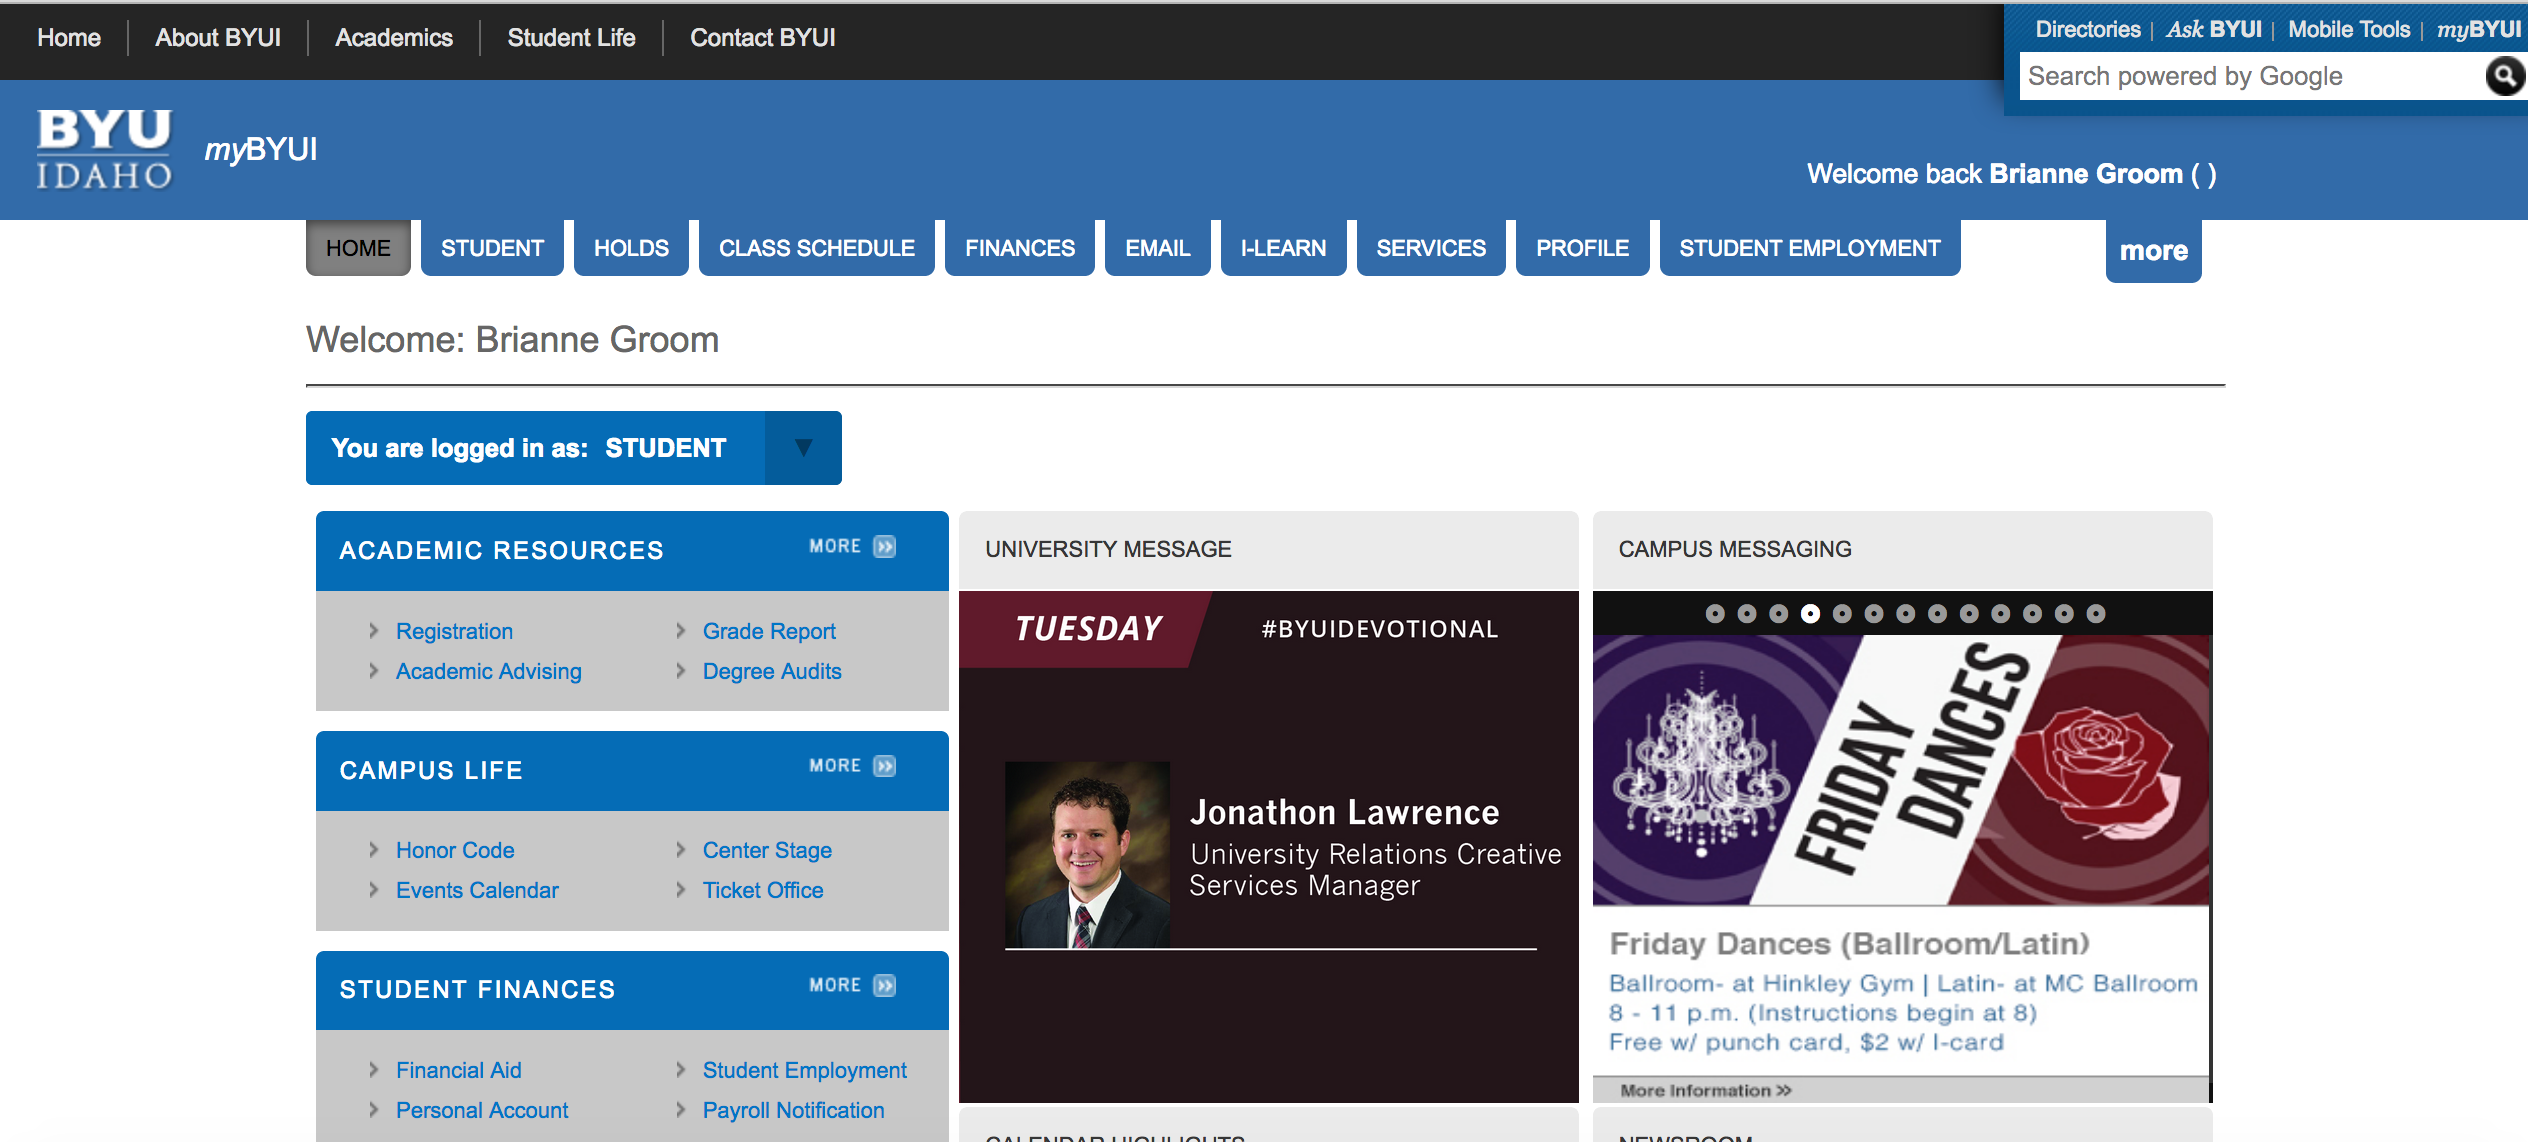 Home
About BYUI
Academics
Student Life
Contact BYUI
Directories
Ask BYUI
Mobile Tools
myBYUI
Search powered by Google
BYU
IDAHO
myBYUI
Welcome back Brianne Groom ( )
HOME
STUDENT
HOLDS
CLASS SCHEDULE
FINANCES
EMAIL
I-LEARN
SERVICES
PROFILE
STUDENT EMPLOYMENT
more
Welcome: Brianne Groom
You are logged in as: STUDENT
ACADEMIC RESOURCES
MORE
Registration
Grade Report
Academic Advising
Degree Audits
CAMPUS LIFE
MORE
Honor Code
Center Stage
Events Calendar
Ticket Office
STUDENT FINANCES
MORE
Financial Aid
Student Employment
Personal Account
Payroll Notification
UNIVERSITY MESSAGE
TUESDAY
#BYUIDEVOTIONAL
Jonathon Lawrence
University Relations Creative
Services Manager
CALENDAR HIGHLIGHTS
CAMPUS MESSAGING
FRIDAY
DANCES
Friday Dances (Ballroom/Latin)
Ballroom- at Hinkley Gym | Latin- at MC Ballroom
8 - 11 p.m. (Instructions begin at 8)
Free w/ punch card, $2 w/ I-card
More Information >>
NEWSROOM